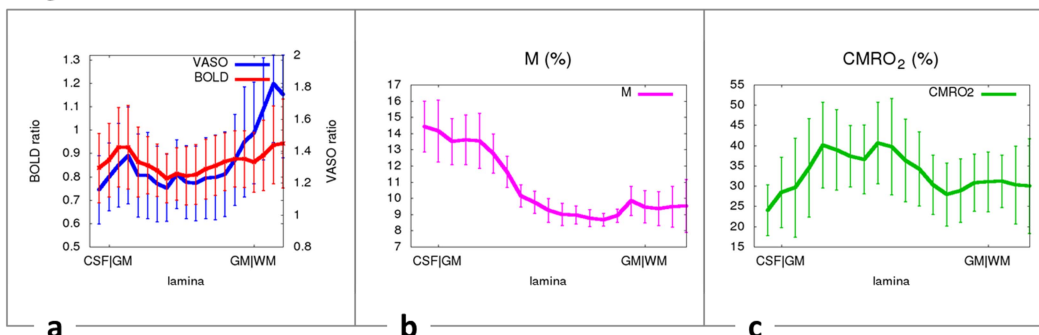 1.3
1.2
1.1
1
0.9
0.8
0.7
0.6
0.5
BOLD ratio
VASO
BOLD
2
1.8
1.6
1.4
1.2
1
0.8
VASO ratio
CSF|GM
GM|WM
lamina
a
M (%)
M
17
16
15
14
13
12
11
10
9
8
7
CSF|GM
GM|WM
lamina
b
CMRO₂ (%)
CMRO2
55
50
45
40
35
30
25
20
15
CSF|GM
GM|WM
lamina
c